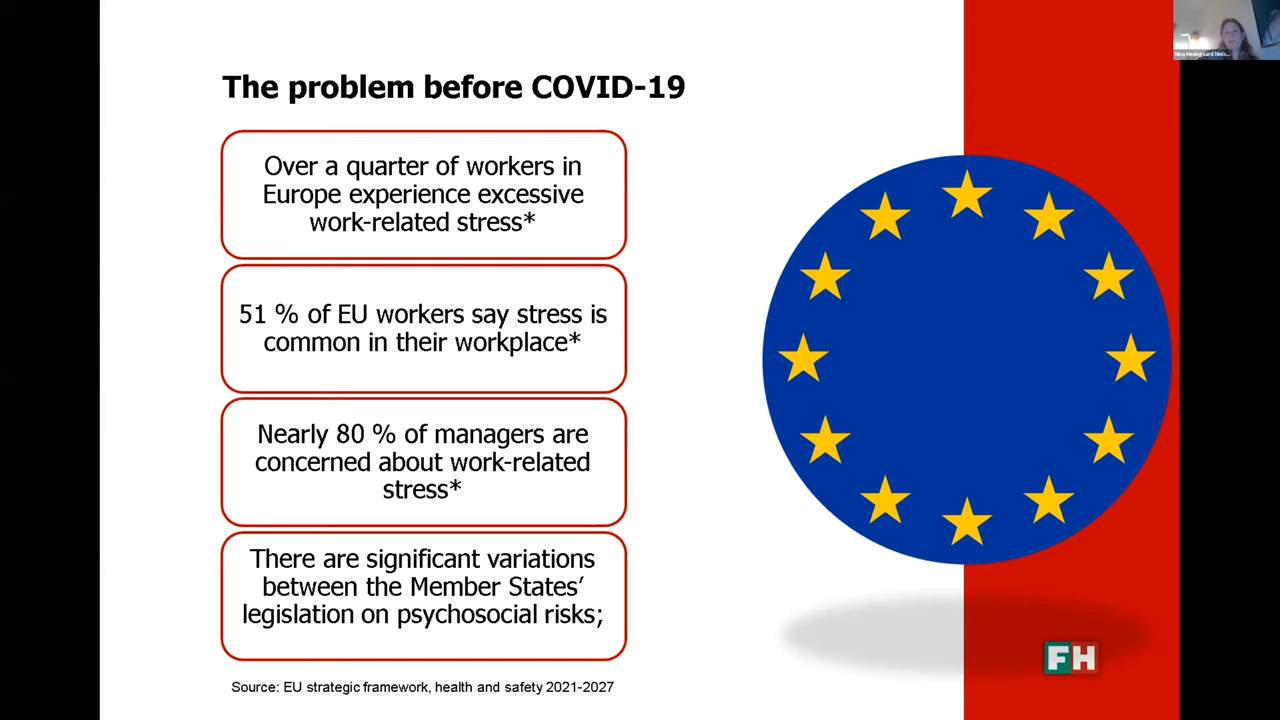 The problem before COVID-19
Over a quarter of workers in
Europe experience excessive
work-related stress*
51 % of EU workers say stress is
common in their workplace*
Nearly 80 % of managers are
concerned about work-related
stress*
There are significant variations
between the Member States’
legislation on psychosocial risks;
Source: EU strategic framework, health and safety 2021-2027
FH
Nina Hedegaard Niels...